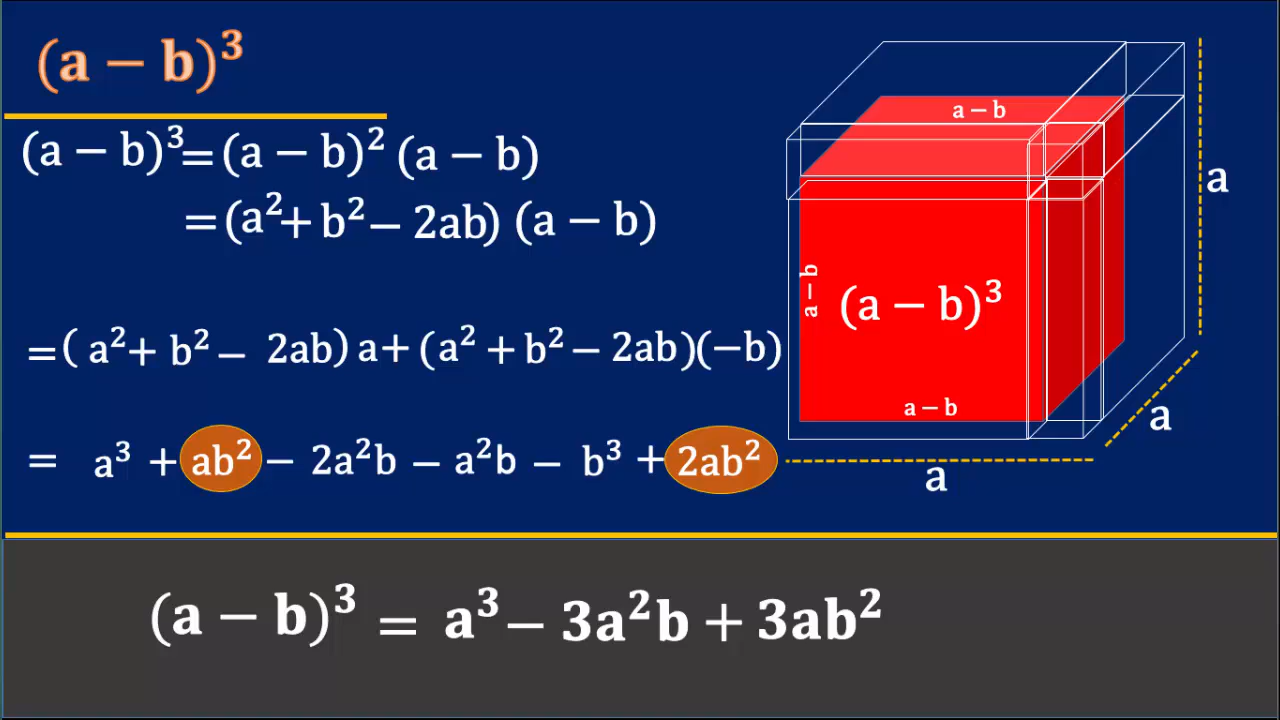 (a − b)³
(a − b)³ = (a − b)² (a − b)
= (a² + b² − 2ab) (a − b)
= ( a² + b² − 2ab) a + (a² + b² − 2ab)(−b)
= a³ + ab² − 2a²b − a²b − b³ + 2ab²
a − b
a − b
(a − b)³
a − b
a
a
a
(a − b)³ = a³ − 3a²b + 3ab²